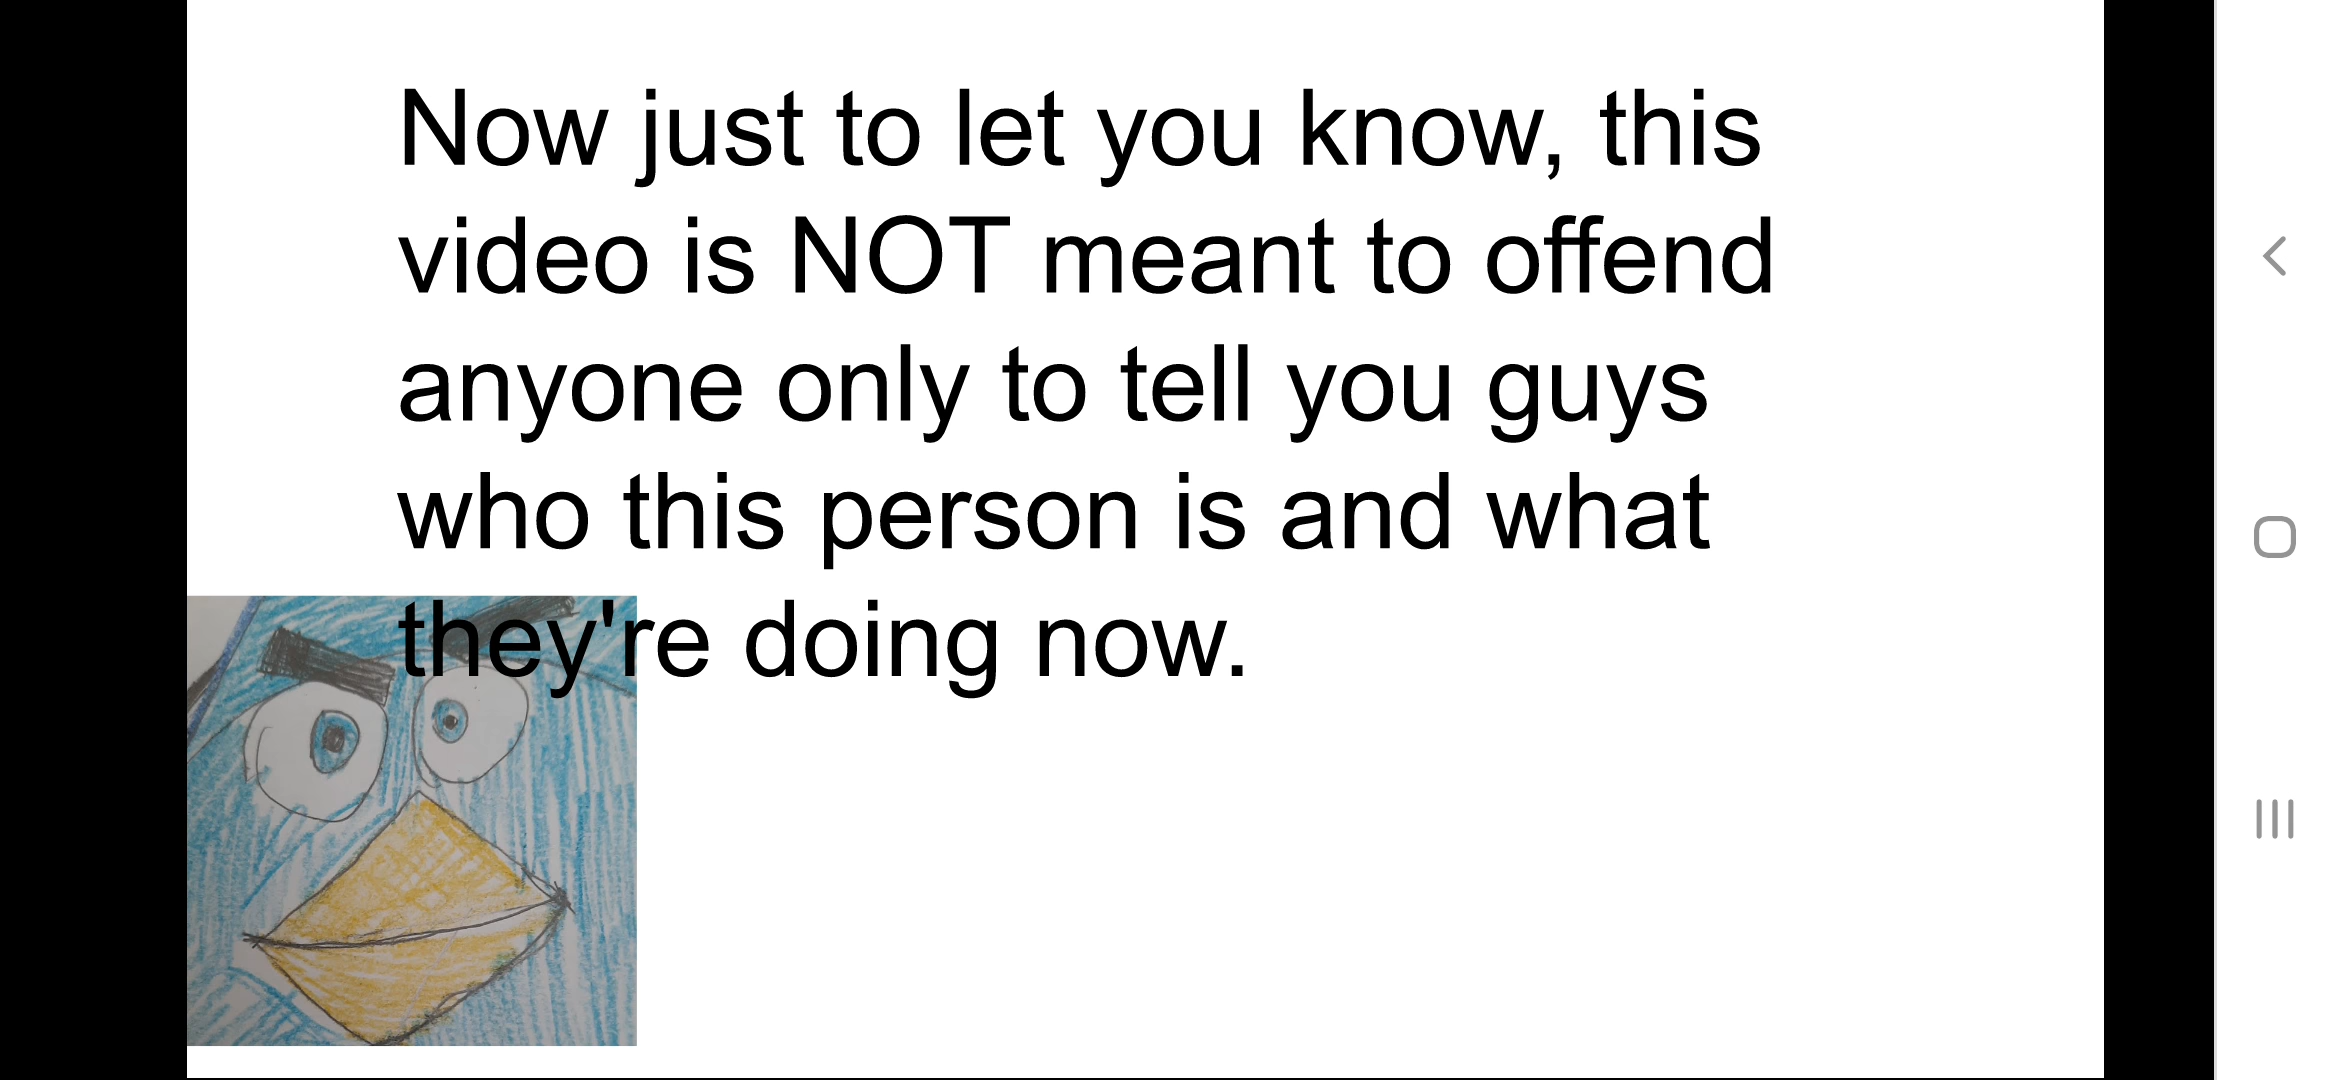 Now just to let you know, this
video is NOT meant to offend
anyone only to tell you guys
who this person is and what
they're doing now.